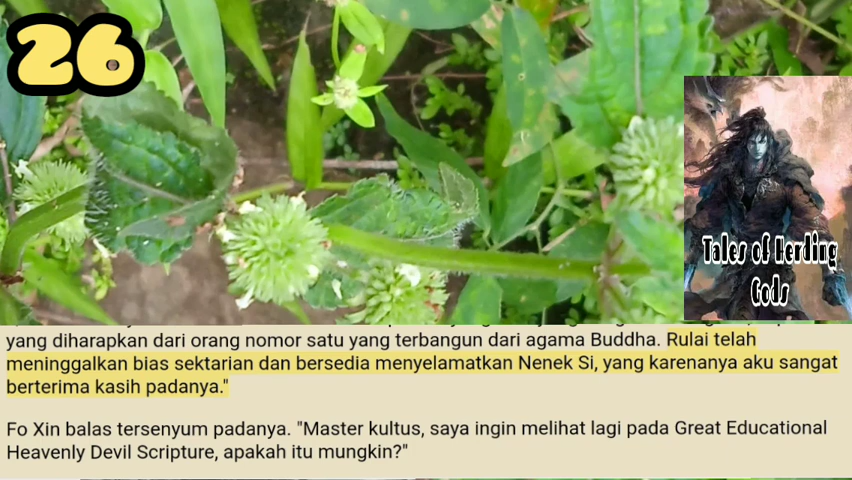 26
Tales of Herding
Gods
yang diharapkan dari orang nomor satu yang terbangun dari agama Buddha. Rulai telah
meninggalkan bias sektarian dan bersedia menyelamatkan Nenek Si, yang karenanya aku sangat
berterima kasih padanya."
Fo Xin balas tersenyum padanya. "Master kultus, saya ingin melihat lagi pada Great Educational
Heavenly Devil Scripture, apakah itu mungkin?"